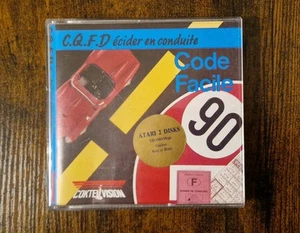 C.Q.F.D écider en conduite
Code
Facile
ATARI 2 DISKS
90
F
COKTEL VISION